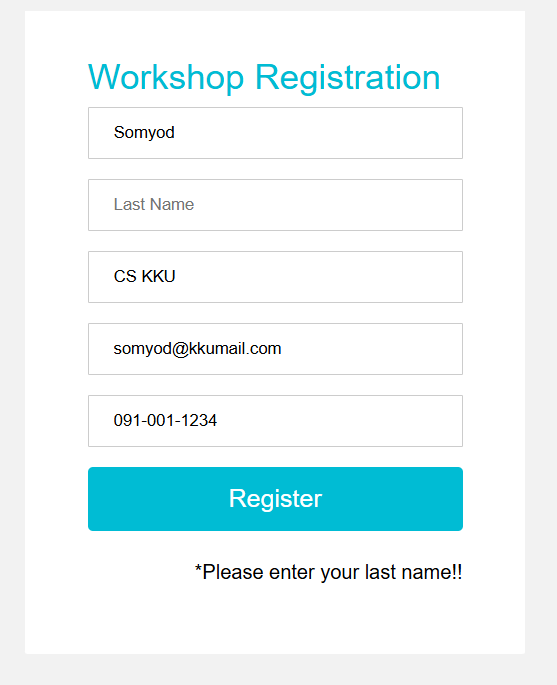 Workshop Registration
Somyod
Last Name
CS KKU
somyod@kkumail.com
091-001-1234
Register
*Please enter your last name!!